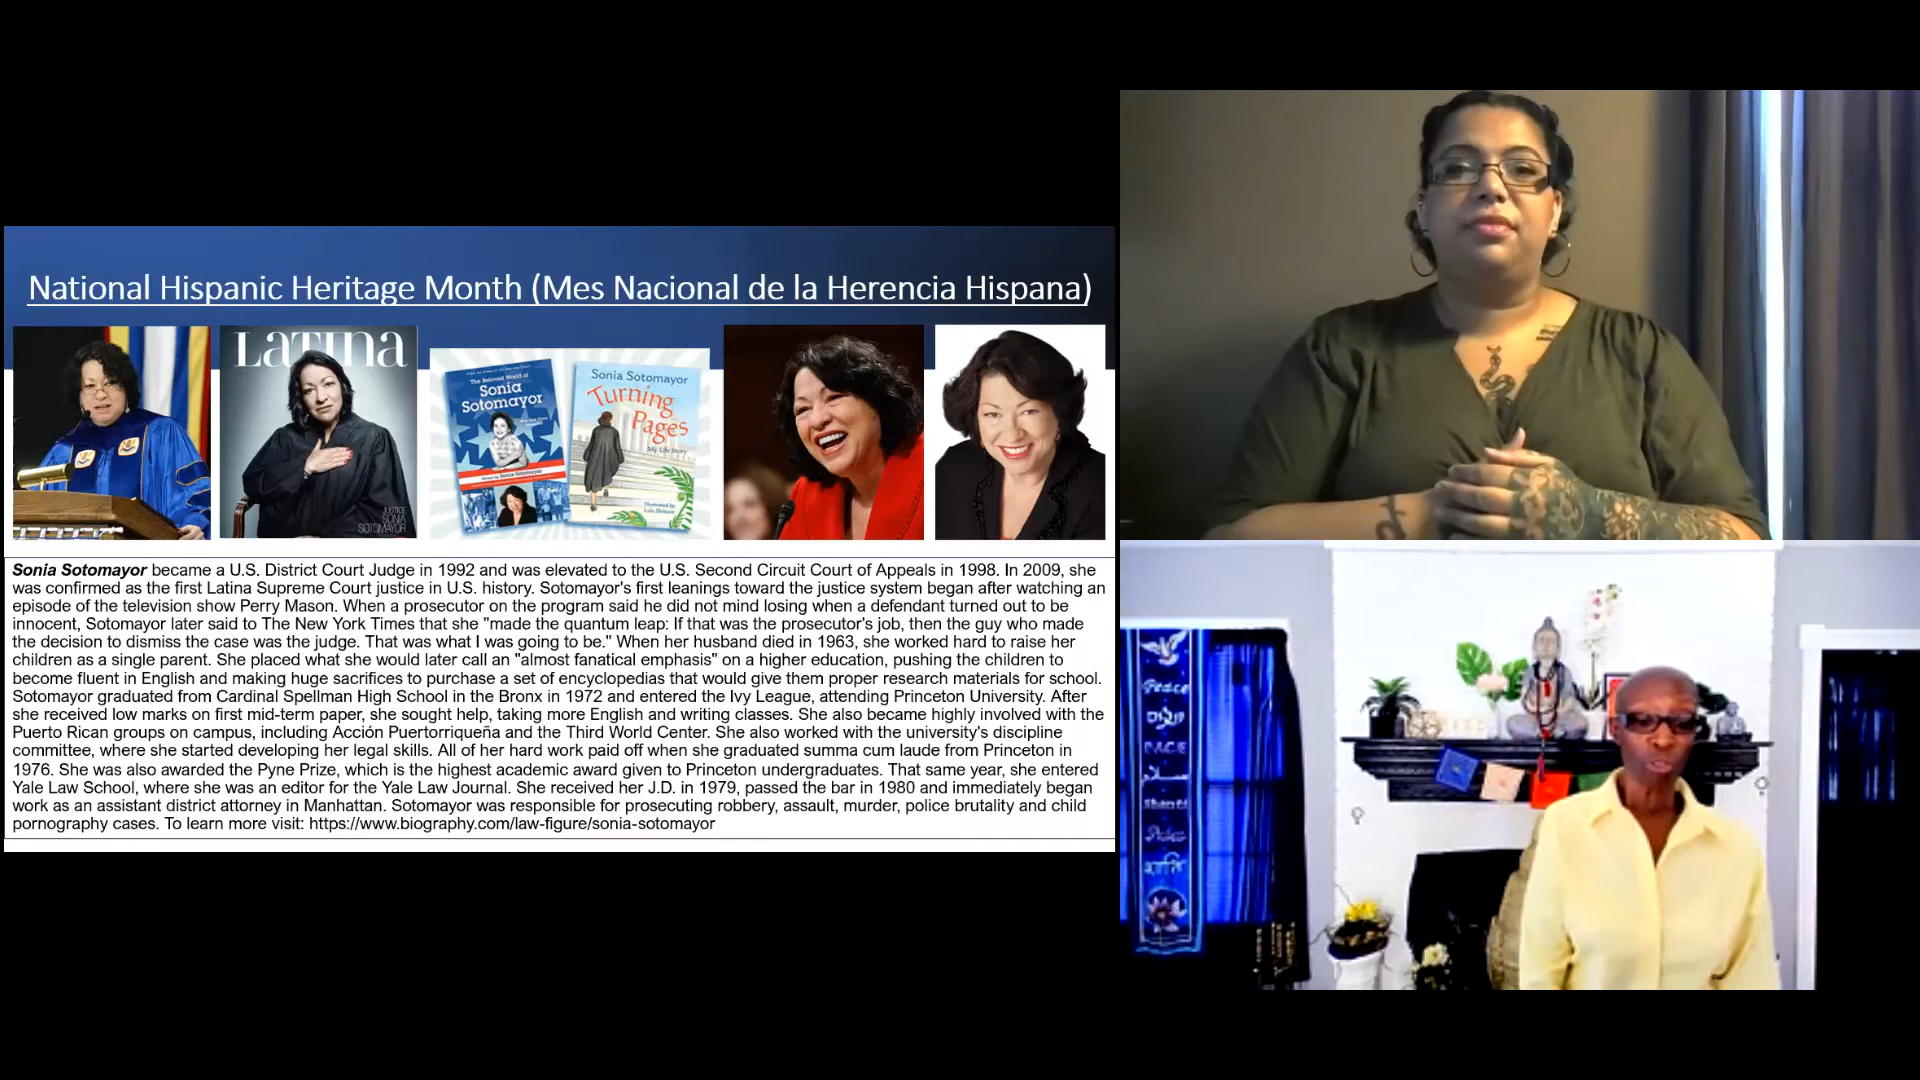 National Hispanic Heritage Month (Mes Nacional de la Herencia Hispana)
LATINA
JUSTICE
SONIA
SOTOMAYOR
The Beloved World of
Sonia
Sotomayor
Sonia Sotomayor
Turning
Pages
My Life Story
Illustrated by
Lulu Delacre
Sonia Sotomayor became a U.S. District Court Judge in 1992 and was elevated to the U.S. Second Circuit Court of Appeals in 1998. In 2009, she
was confirmed as the first Latina Supreme Court justice in U.S. history. Sotomayor's first leanings toward the justice system began after watching an
episode of the television show Perry Mason. When a prosecutor on the program said he did not mind losing when a defendant turned out to be
innocent, Sotomayor later said to The New York Times that she "made the quantum leap: If that was the prosecutor's job, then the guy who made
the decision to dismiss the case was the judge. That was what I was going to be." When her husband died in 1963, she worked hard to raise her
children as a single parent. She placed what she would later call an "almost fanatical emphasis" on a higher education, pushing the children to
become fluent in English and making huge sacrifices to purchase a set of encyclopedias that would give them proper research materials for school.
Sotomayor graduated from Cardinal Spellman High School in the Bronx in 1972 and entered the Ivy League, attending Princeton University. After
she received low marks on first mid-term paper, she sought help, taking more English and writing classes. She also became highly involved with the
Puerto Rican groups on campus, including Acción Puertorriqueña and the Third World Center. She also worked with the university's discipline
committee, where she started developing her legal skills. All of her hard work paid off when she graduated summa cum laude from Princeton in
1976. She was also awarded the Pyne Prize, which is the highest academic award given to Princeton undergraduates. That same year, she entered
Yale Law School, where she was an editor for the Yale Law Journal. She received her J.D. in 1979, passed the bar in 1980 and immediately began
work as an assistant district attorney in Manhattan. Sotomayor was responsible for prosecuting robbery, assault, murder, police brutality and child
pornography cases. To learn more visit: https://www.biography.com/law-figure/sonia-sotomayor
Peace
PACE